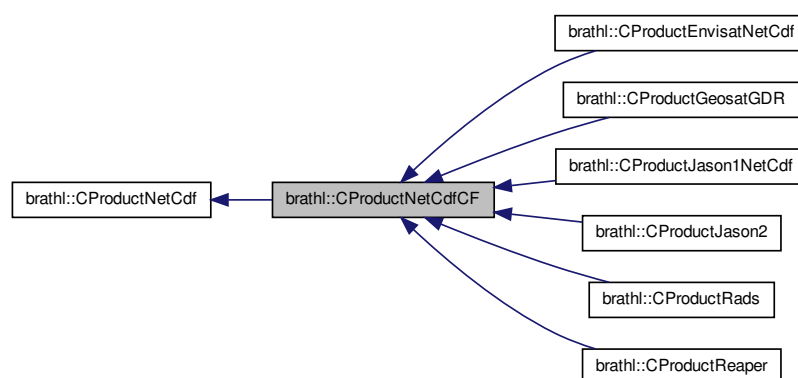 brathl::CProductEnvisatNetCdf
brathl::CProductGeosatGDR
brathl::CProductJason1NetCdf
brathl::CProductNetCdf
brathl::CProductNetCdfCF
brathl::CProductJason2
brathl::CProductRads
brathl::CProductReaper